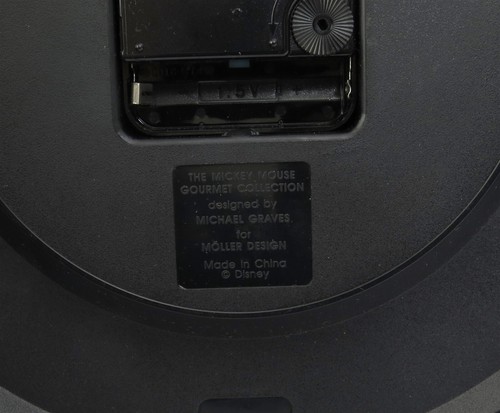 1.5V +
THE MICKEY MOUSE
GOURMET COLLECTION
designed by
MICHAEL GRAVES
for
MÖLLER DESIGN
Made in China
© Disney